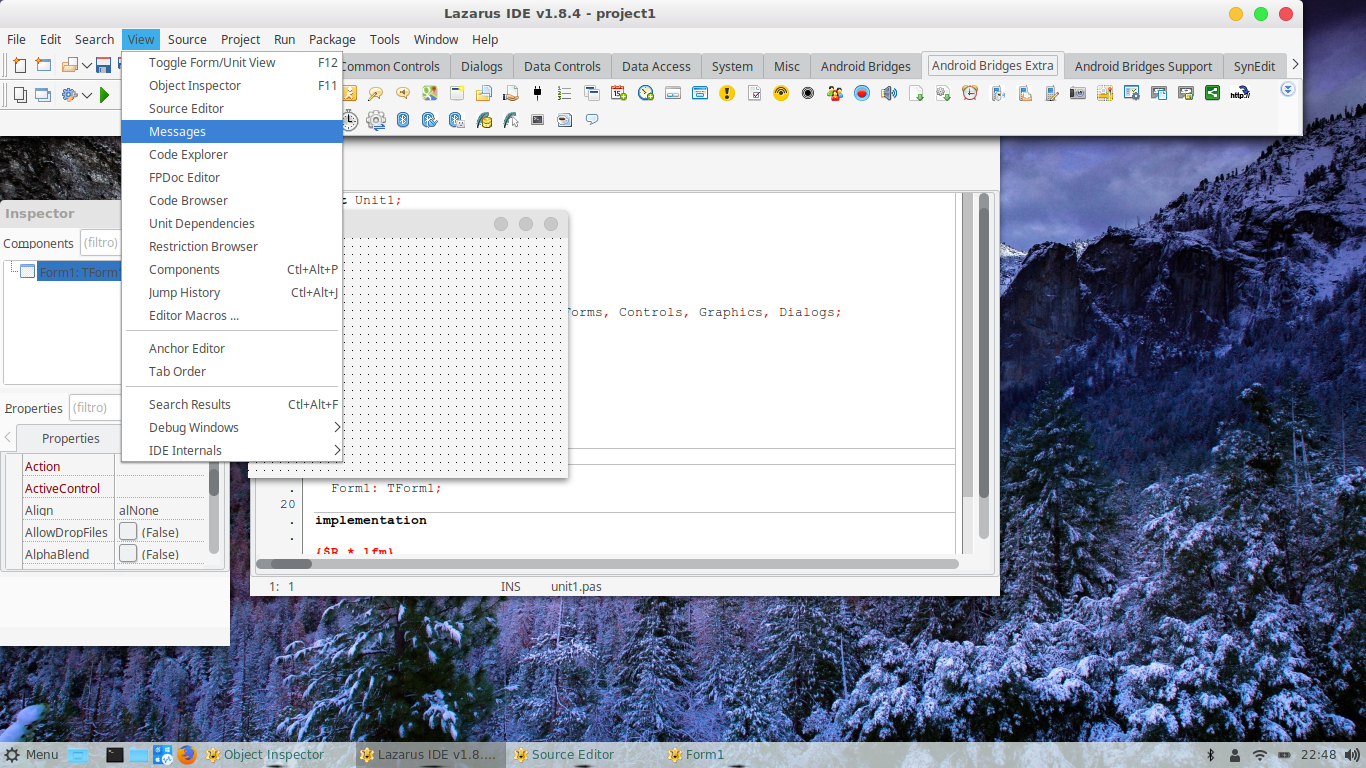 Lazarus IDE v1.8.4 - project1
File Edit Search View Source Project Run Package Tools Window Help
Common Controls Dialogs Data Controls Data Access System Misc Android Bridges Android Bridges Extra Android Bridges Support SynEdit
http://
Toggle Form/Unit View F12
Object Inspector F11
Source Editor
Messages
Code Explorer
FPDoc Editor
Code Browser
Unit Dependencies
Restriction Browser
Components Ctl+Alt+P
Jump History Ctl+Alt+J
Editor Macros ...
Anchor Editor
Tab Order
Search Results Ctl+Alt+F
Debug Windows
IDE Internals
Inspector
Components (filtro)
Form1: TForm1
Properties (filtro)
Properties
Action
ActiveControl
Align alNone
AllowDropFiles (False)
AlphaBlend (False)
Unit1;
Forms, Controls, Graphics, Dialogs;
. Form1: TForm1;
20
. implementation
.
{$R *.lfm}
1: 1 INS unit1.pas
Menu Object Inspector Lazarus IDE v1.8.... Source Editor Form1 22:48